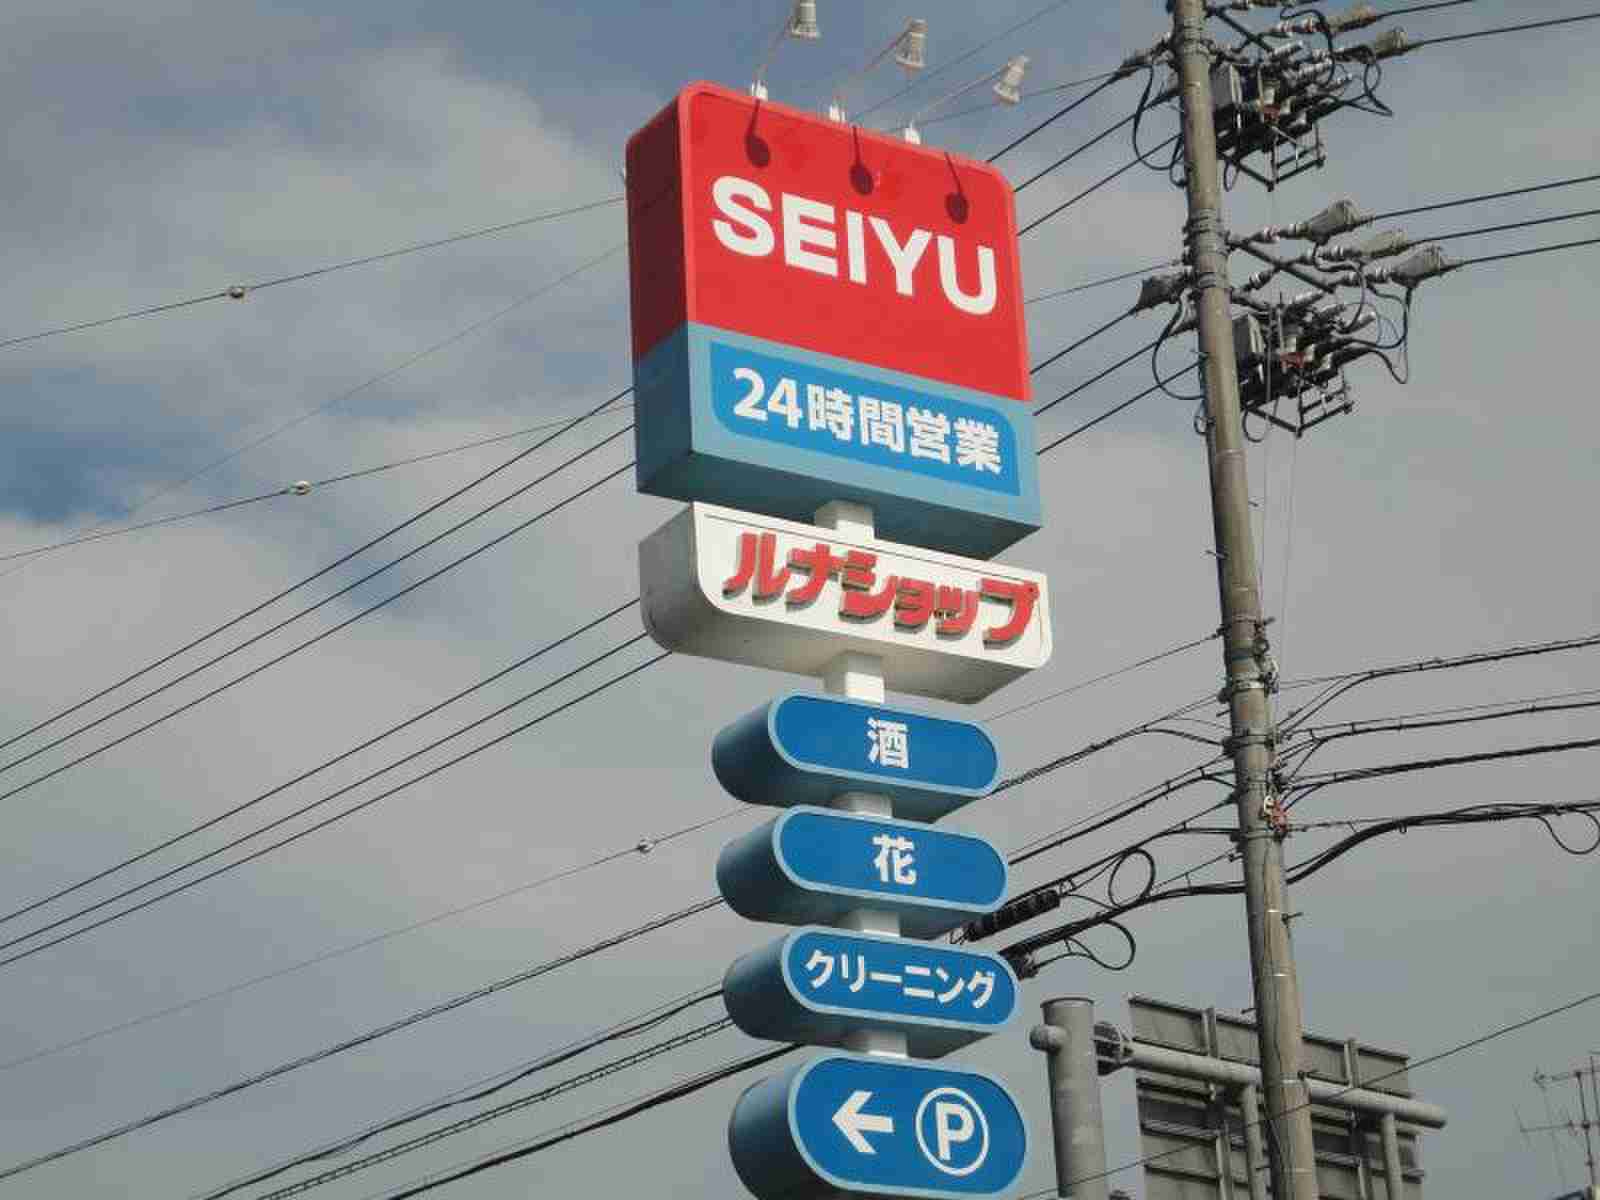 SEIYU
24時間営業
ルナショップ
酒
花
クリーニング
← P